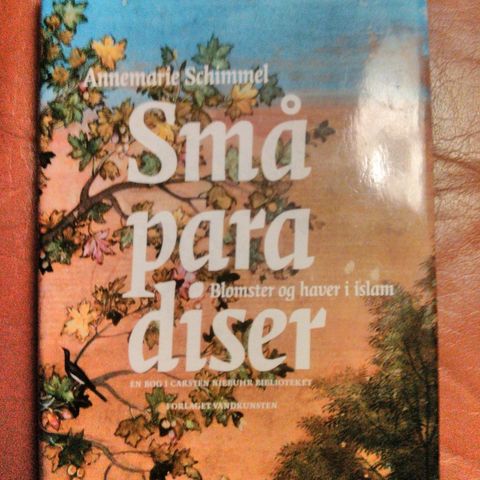 Annemarie Schimmel
Små
para
Blomster og haver i islam
diser
EN BOG I CARSTEN NIEBUHR BIBLIOTEKET
FORLAGET VANDKUNSTEN